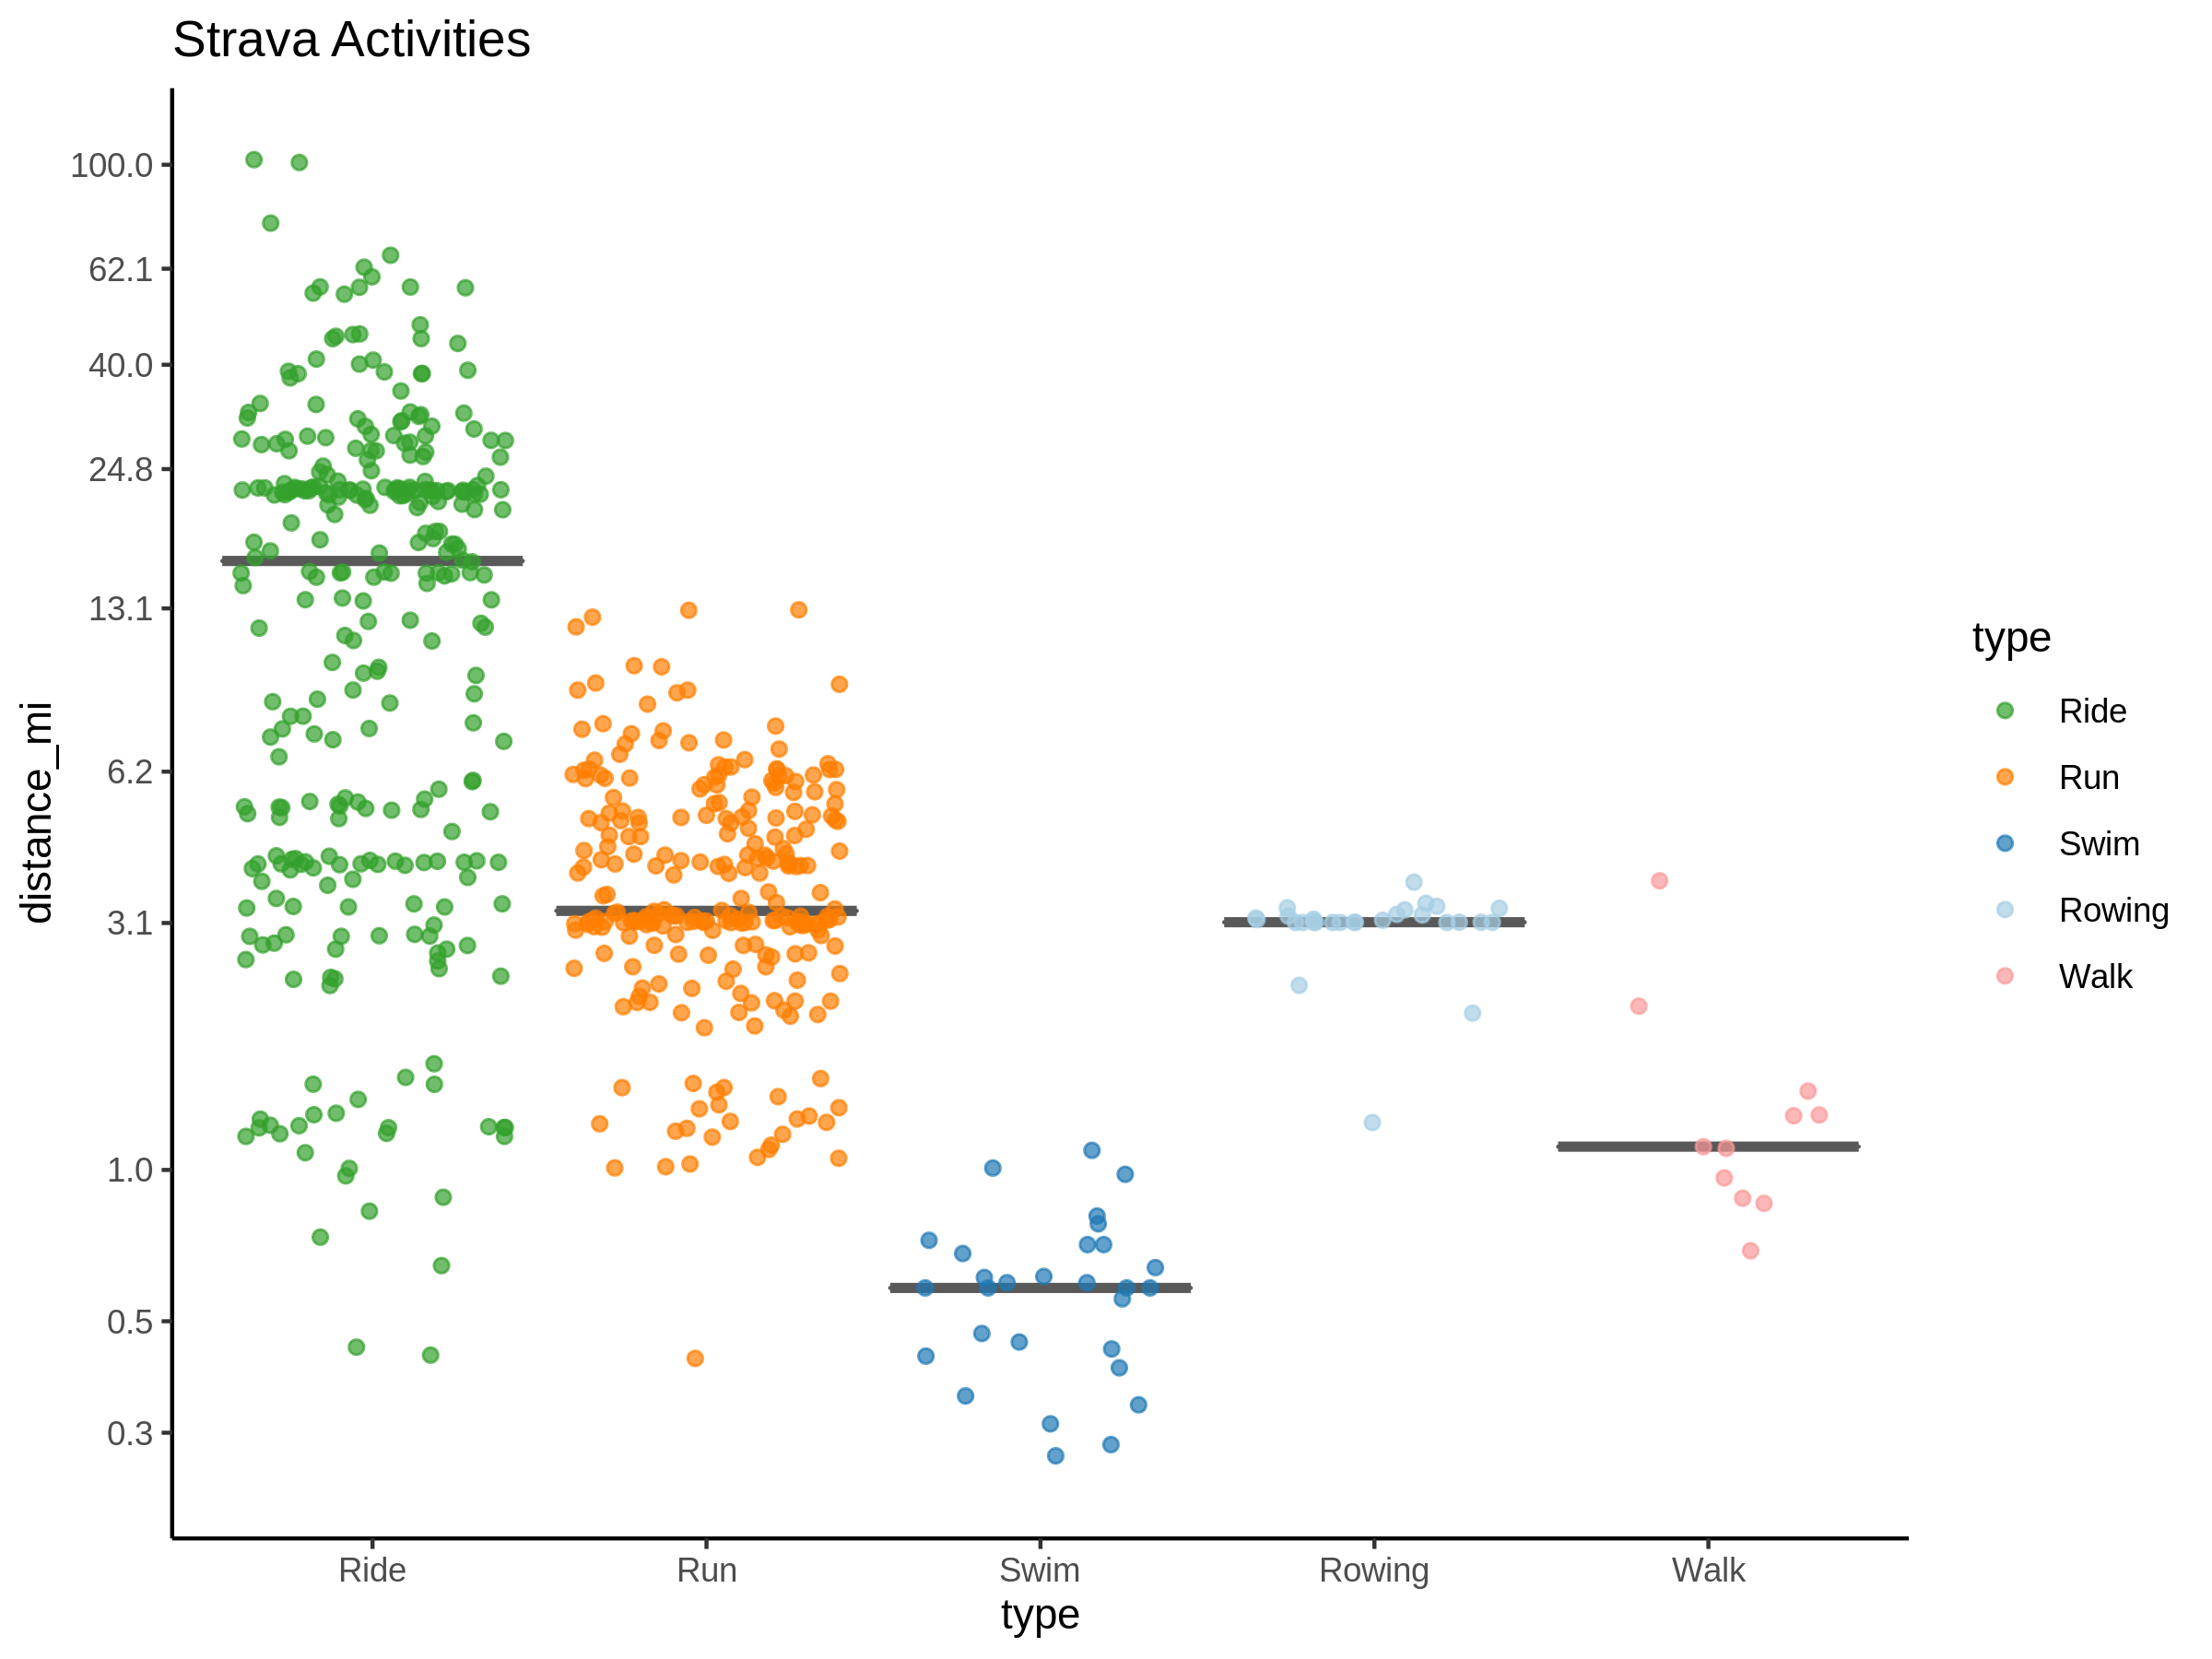 Strava Activities
distance_mi
100.0
62.1
40.0
24.8
13.1
6.2
3.1
1.0
0.5
0.3
Ride
Run
Swim
Rowing
Walk
type
type
Ride
Run
Swim
Rowing
Walk